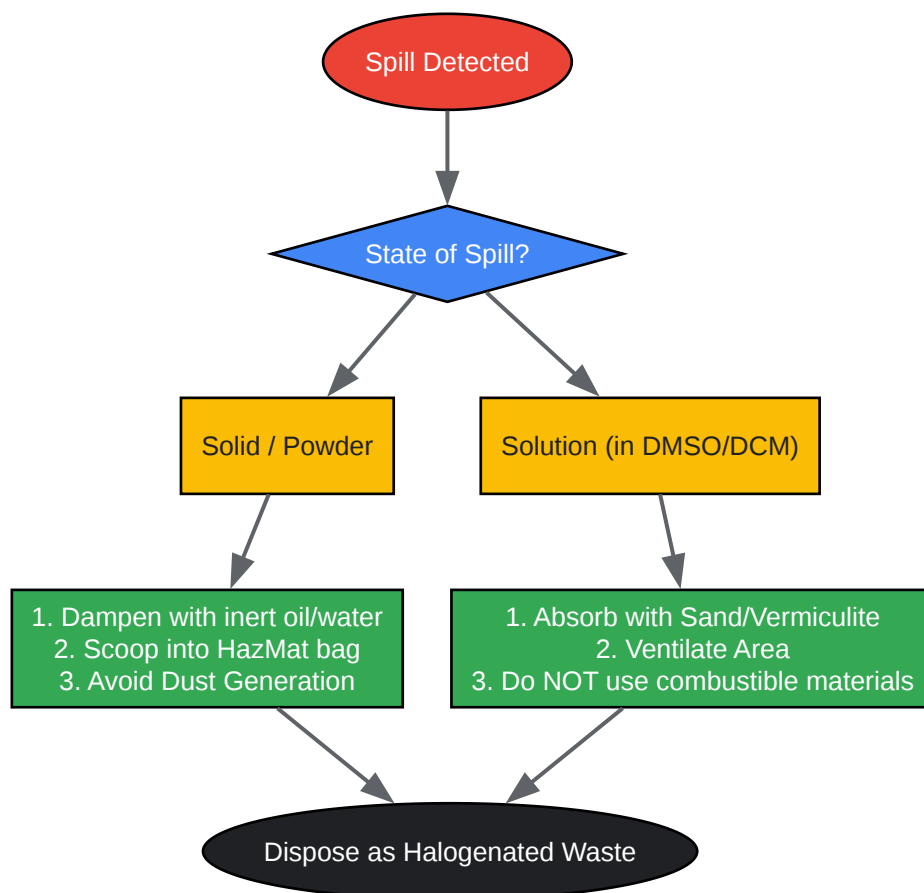 Spill Detected
State of Spill?
Solid / Powder
Solution (in DMSO/DCM)
1. Dampen with inert oil/water
2. Scoop into HazMat bag
3. Avoid Dust Generation
1. Absorb with Sand/Vermiculite
2. Ventilate Area
3. Do NOT use combustible materials
Dispose as Halogenated Waste